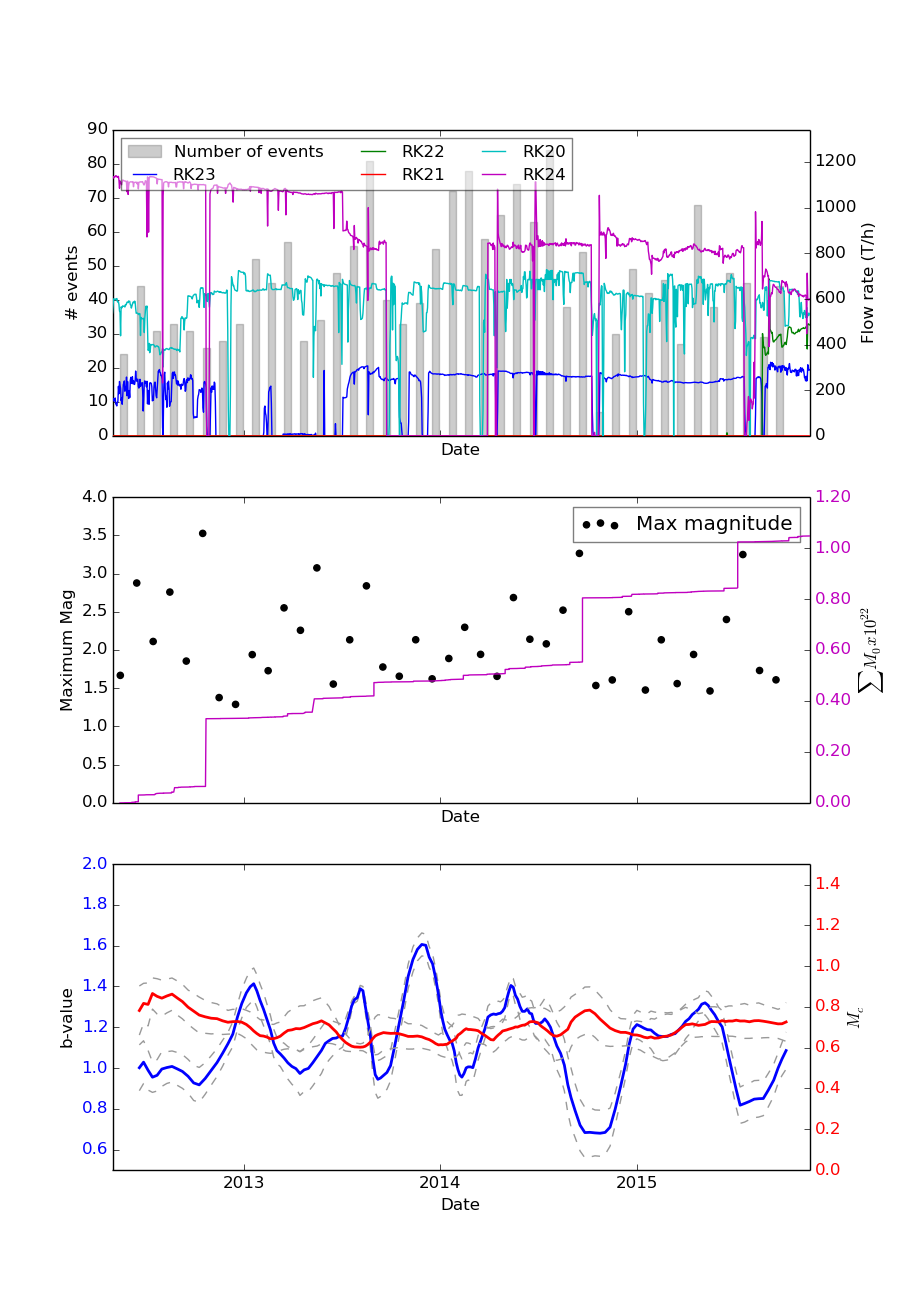 90
80
70
60
50
40
30
20
10
0
# events
Number of events
RK23
RK22
RK21
RK20
RK24
1200
1000
800
600
400
200
0
Flow rate (T/h)
Date
4.0
3.5
3.0
2.5
2.0
1.5
1.0
0.5
0.0
Maximum Mag
Max magnitude
1.20
1.00
0.80
0.60
0.40
0.20
0.00
∑M₀.x10²²
Date
2.0
1.8
1.6
1.4
1.2
1.0
0.8
0.6
b-value
1.4
1.2
1.0
0.8
0.6
0.4
0.2
0.0
M_c
2013 2014 2015
Date